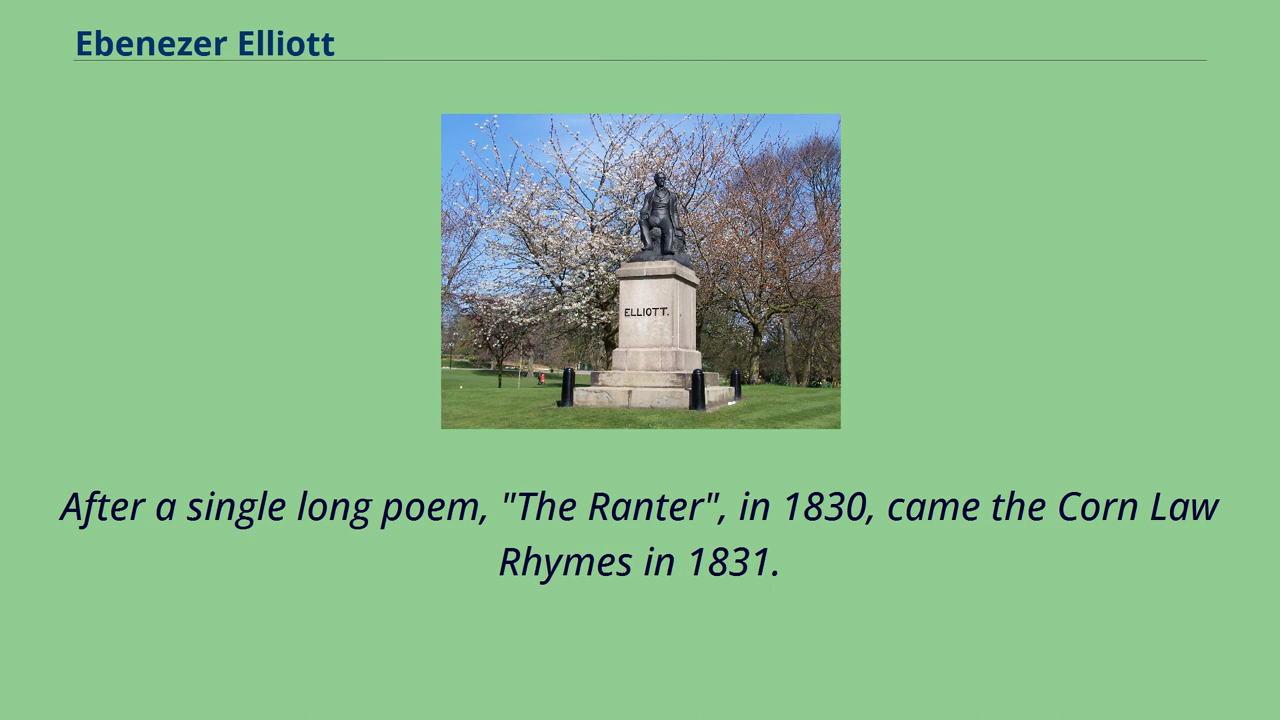 Ebenezer Elliott
ELLIOTT.
After a single long poem, "The Ranter", in 1830, came the Corn Law
Rhymes in 1831.